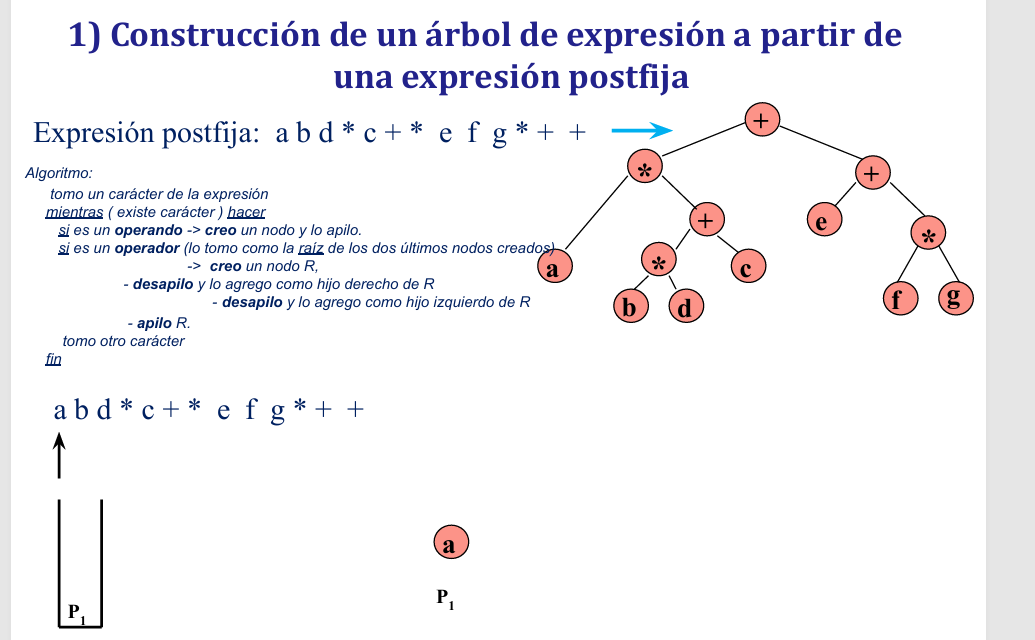 1) Construcción de un árbol de expresión a partir de
una expresión postfija
Expresión postfija: a b d * c + * e f g * + +
Algoritmo:
tomo un carácter de la expresión
mientras ( existe carácter ) hacer
si es un operando -> creo un nodo y lo apilo.
si es un operador (lo tomo como la raíz de los dos últimos nodos creados)
-> creo un nodo R,
- desapilo y lo agrego como hijo derecho de R
- desapilo y lo agrego como hijo izquierdo de R
- apilo R.
tomo otro carácter
fin
+
* +
+ e *
a * c
b d f g
a b d * c + * e f g * + +
a
P1 P1